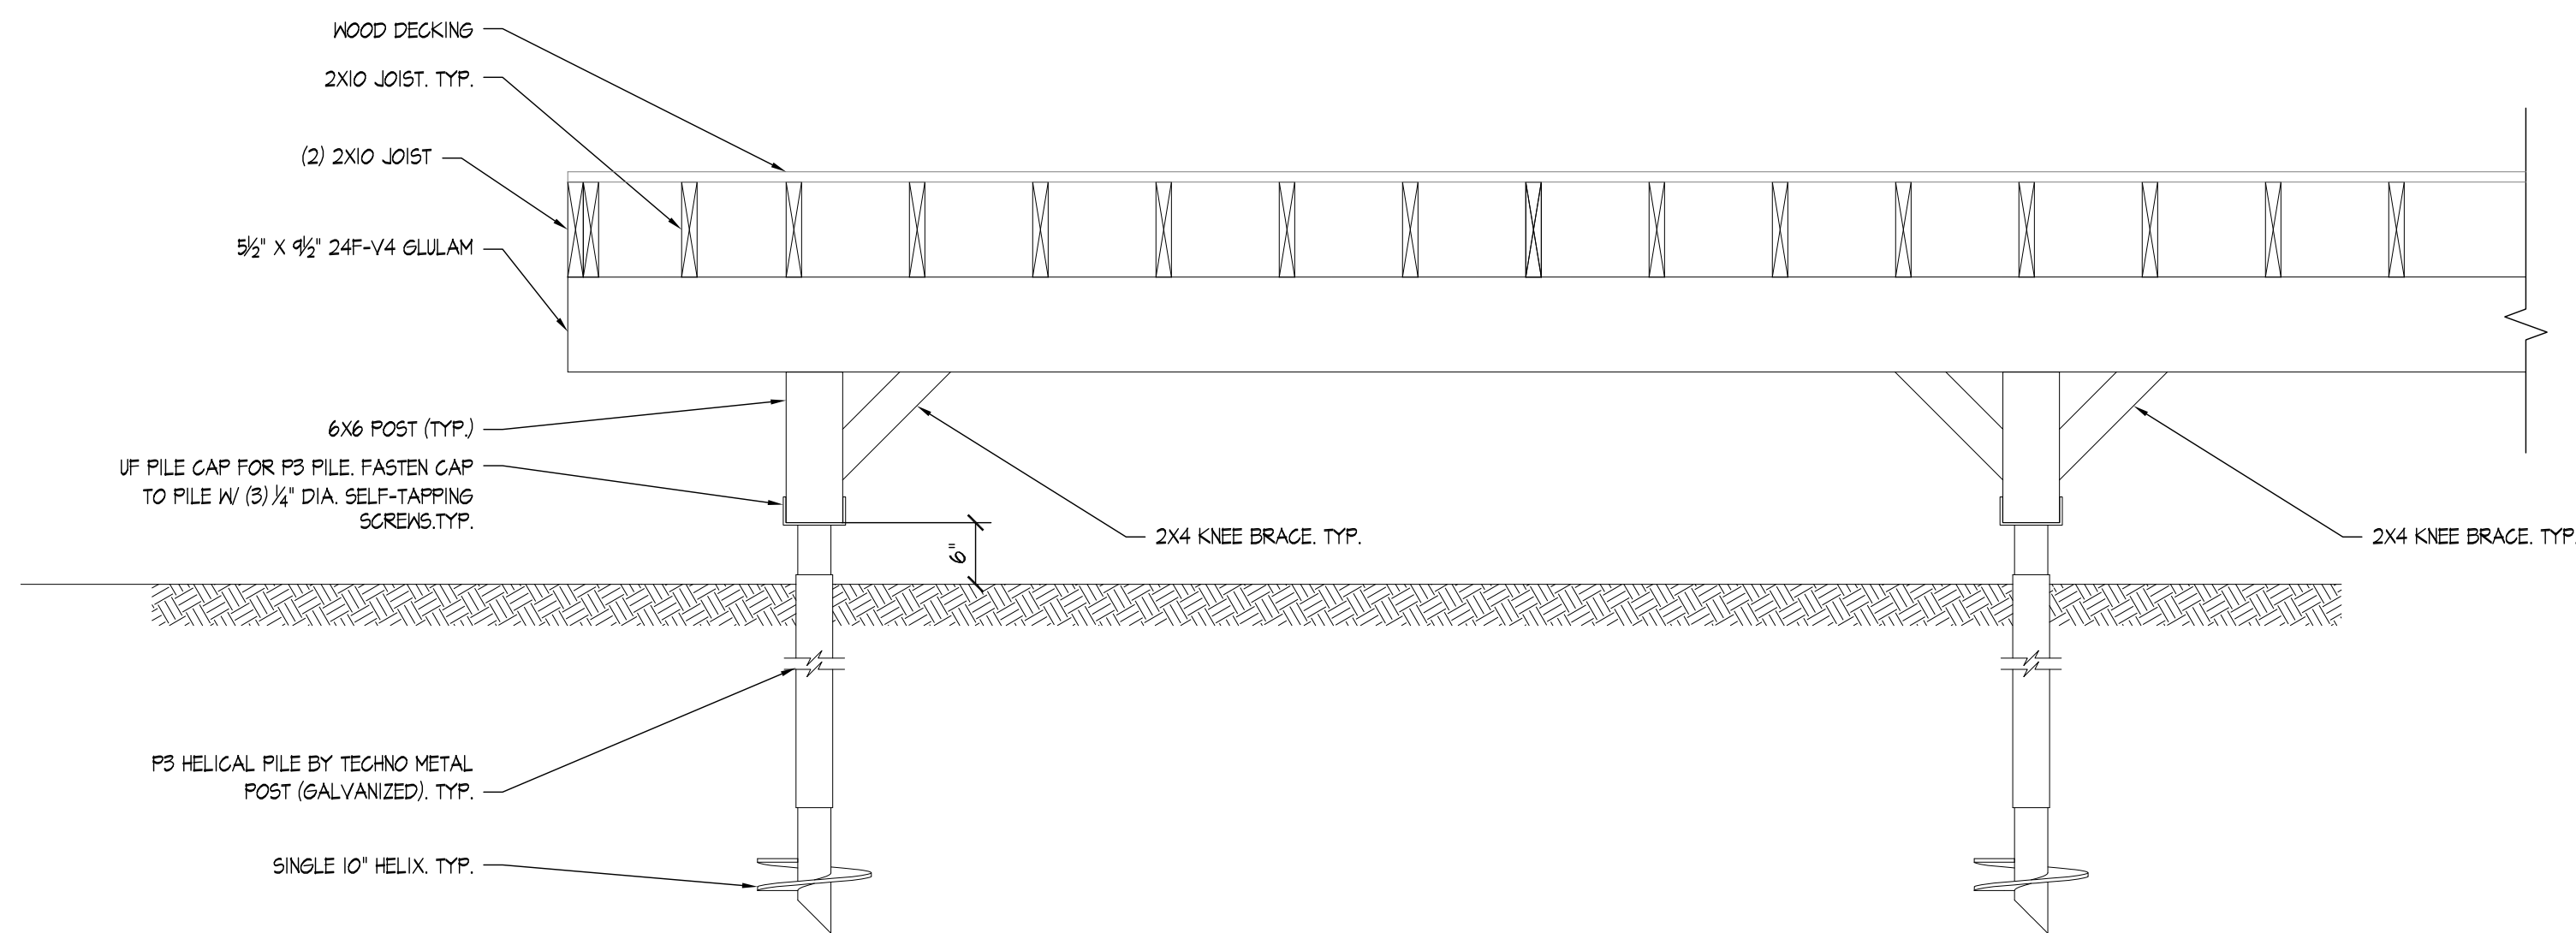 WOOD DECKING
2X10 JOIST. TYP.
(2) 2X10 JOIST
5½" X 9½" 24F-V4 GLULAM
6X6 POST (TYP.)
UF PILE CAP FOR P3 PILE. FASTEN CAP
TO PILE W/ (3) ¼" DIA. SELF-TAPPING
SCREWS.TYP.
6"
2X4 KNEE BRACE. TYP.
2X4 KNEE BRACE. TYP.
P3 HELICAL PILE BY TECHNO METAL
POST (GALVANIZED). TYP.
SINGLE 10" HELIX. TYP.